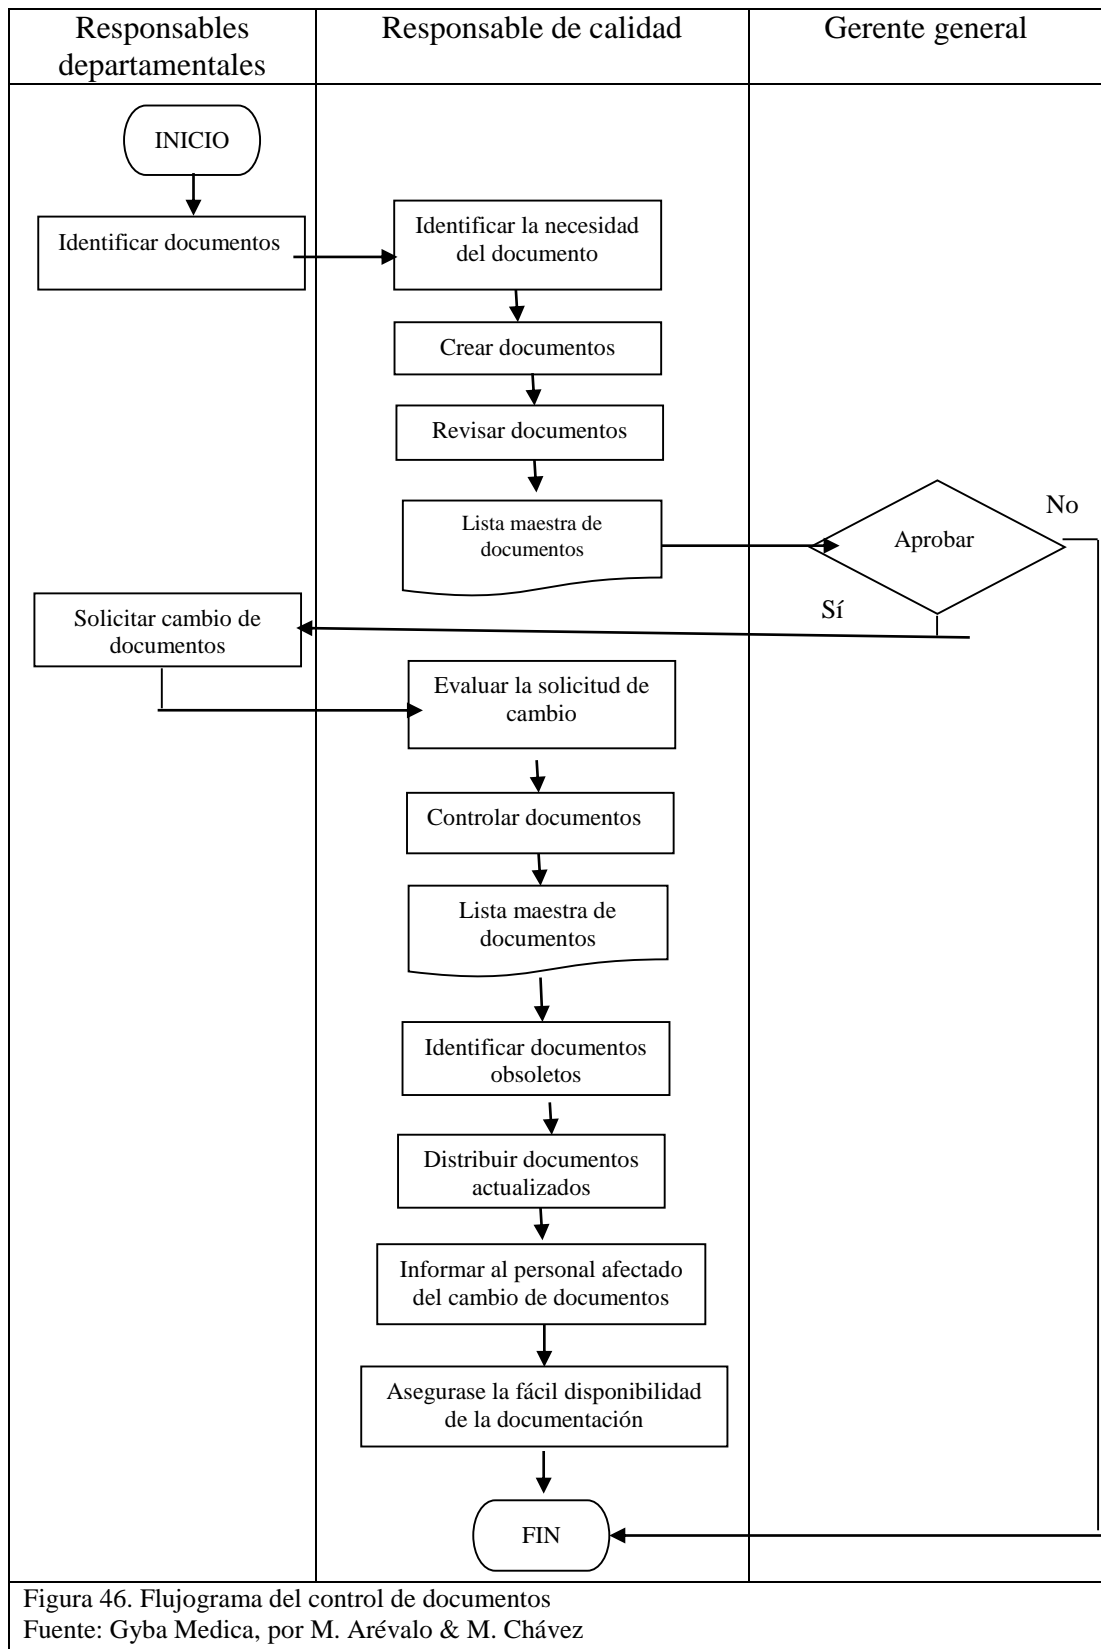 Responsables
departamentales
Responsable de calidad
Gerente general
INICIO
Identificar documentos
Identificar la necesidad
del documento
Crear documentos
Revisar documentos
Lista maestra de
documentos
Aprobar
No
Sí
Solicitar cambio de
documentos
Evaluar la solicitud de
cambio
Controlar documentos
Lista maestra de
documentos
Identificar documentos
obsoletos
Distribuir documentos
actualizados
Informar al personal afectado
del cambio de documentos
Asegurase la fácil disponibilidad
de la documentación
FIN
Figura 46. Flujograma del control de documentos
Fuente: Gyba Medica, por M. Arévalo & M. Chávez